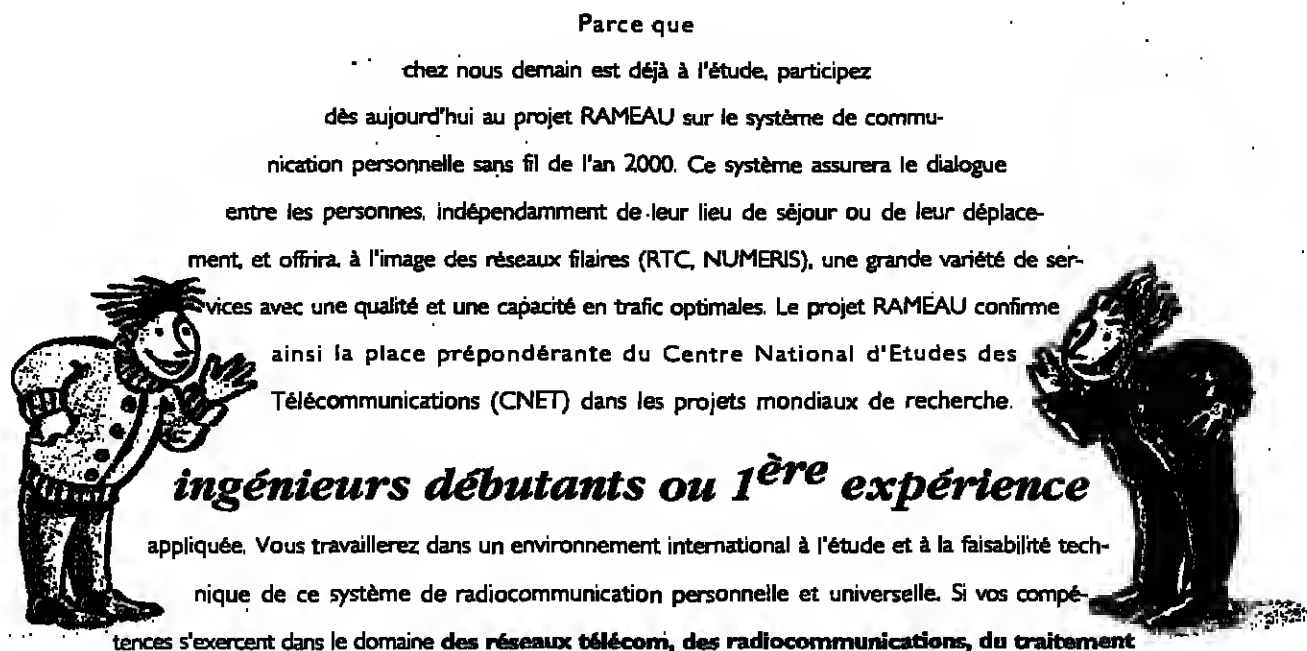 Parce que
chez nous demain est déjà à l'étude, participez
dès aujourd'hui au projet RAMEAU sur le système de commu-
nication personnelle sans fil de l'an 2000. Ce système assurera le dialogue
entre les personnes, indépendamment de leur lieu de séjour ou de leur déplace-
ment, et offrira, à l'image des réseaux filaires (RTC, NUMERIS), une grande variété de ser-
vices avec une qualité et une capacité en trafic optimales. Le projet RAMEAU confirme
ainsi la place prépondérante du Centre National d'Etudes des
Télécommunications (CNET) dans les projets mondiaux de recherche.
ingénieurs débutants ou 1ère expérience
appliquée. Vous travaillerez dans un environnement international à l'étude et à la faisabilité tech-
nique de ce système de radiocommunication personnelle et universelle. Si vos compé-
tences s'exercent dans le domaine des réseaux télécom, des radiocommunications, du traitement